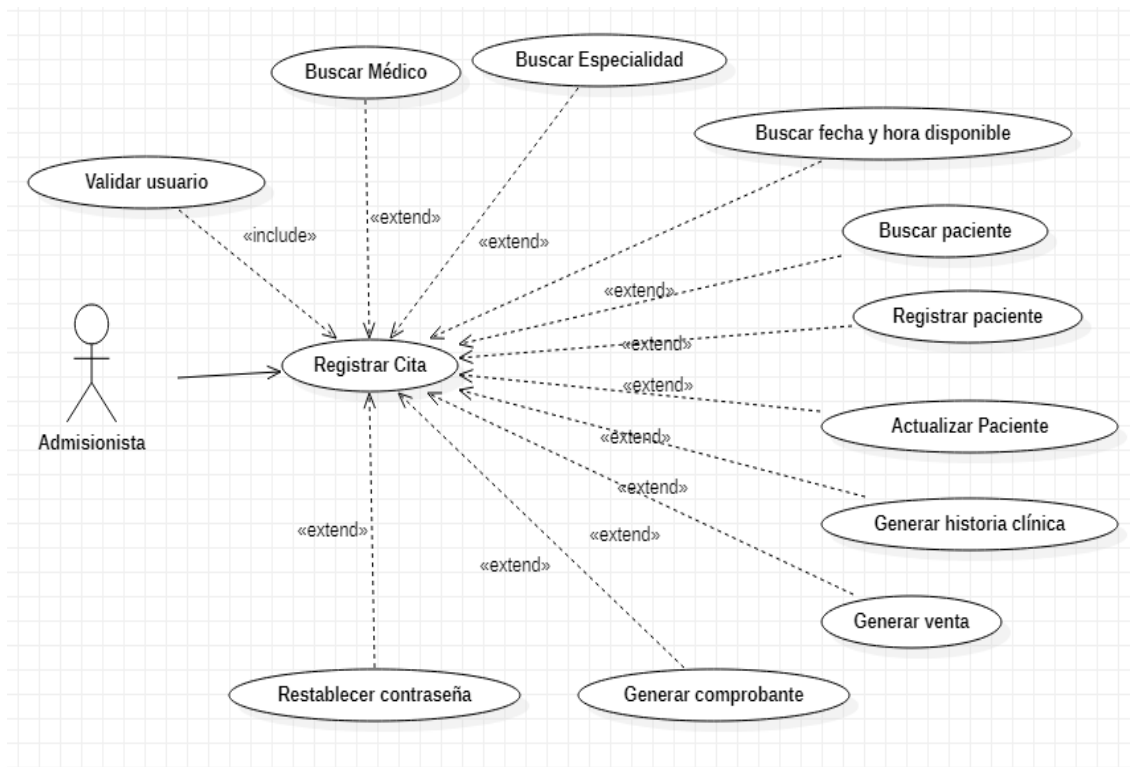 Buscar Especialidad
Buscar Médico
Buscar fecha y hora disponible
Validar usuario
«extend»
Buscar paciente
«include»
«extend»
«extend»
Registrar paciente
«extend»
Registrar Cita
«extend»
Actualizar Paciente
Admisionista
«extend»
«extend»
Generar historia clínica
«extend»
«extend»
«extend»
Generar venta
Restablecer contraseña
Generar comprobante